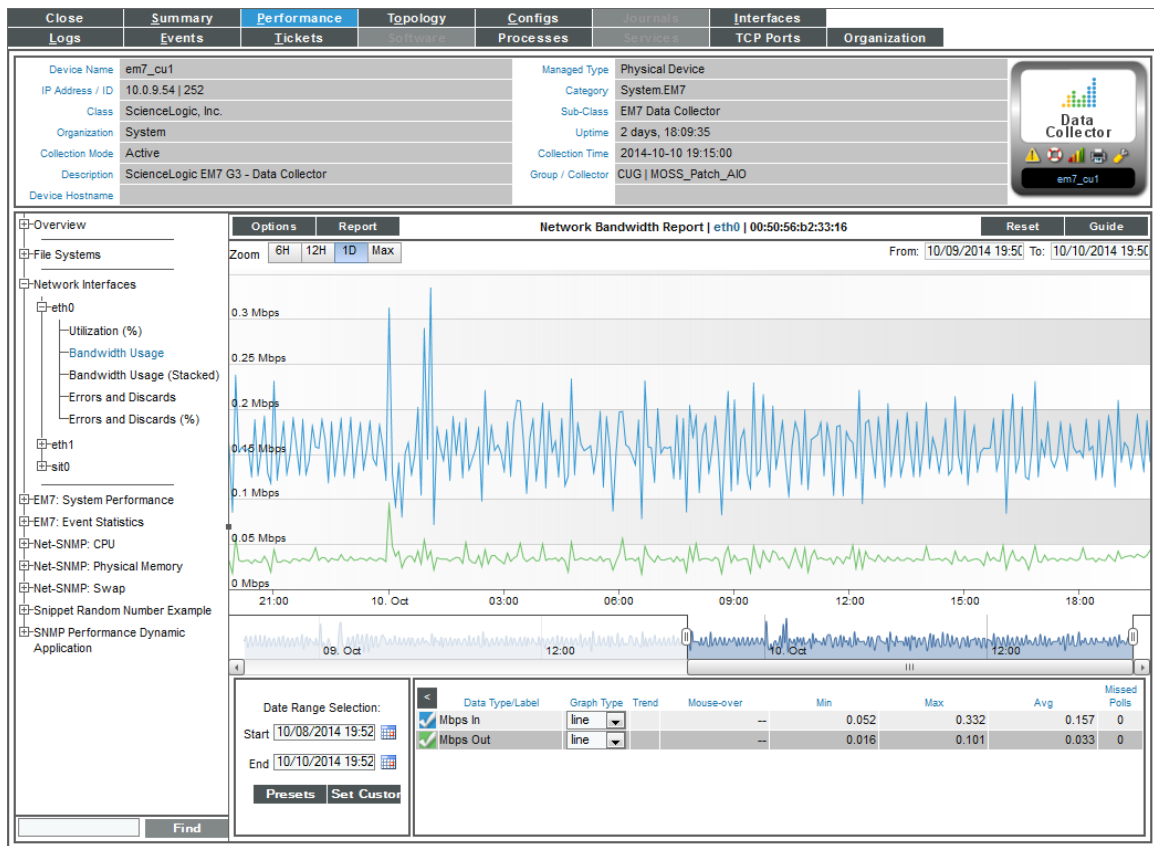 Close Summary Performance Topology Configs Journals Interfaces
Logs Events Tickets Software Processes Services TCP Ports Organization
Device Name em7_cu1 Managed Type Physical Device
IP Address / ID 10.0.9.54 | 252 Category System.EM7
Class ScienceLogic, Inc. Sub-Class EM7 Data Collector
Organization System Uptime 2 days, 18:09:35
Collection Mode Active Collection Time 2014-10-10 19:15:00
Description ScienceLogic EM7 G3 - Data Collector Group / Collector CUG | MOSS_Patch_AIO
Device Hostname
Data
Collector
em7_cu1
Overview
File Systems
Network Interfaces
eth0
Utilization (%)
Bandwidth Usage
Bandwidth Usage (Stacked)
Errors and Discards
Errors and Discards (%)
eth1
sit0
EM7: System Performance
EM7: Event Statistics
Net-SNMP: CPU
Net-SNMP: Physical Memory
Net-SNMP: Swap
Snippet Random Number Example
SNMP Performance Dynamic
Application
Find
Options Report Network Bandwidth Report | eth0 | 00:50:56:b2:33:16 Reset Guide
Zoom 6H 12H 1D Max From: 10/09/2014 19:50 To: 10/10/2014 19:50
0.3 Mbps
0.25 Mbps
0.2 Mbps
0.15 Mbps
0.1 Mbps
0.05 Mbps
0 Mbps
21:00 10. Oct 03:00 06:00 09:00 12:00 15:00 18:00
09. Oct 12:00 10. Oct 12:00
Date Range Selection:
Start 10/08/2014 19:52
End 10/10/2014 19:52
Presets Set Custor
< Data Type/Label Graph Type Trend Mouse-over Min Max Avg Missed
Polls
Mbps In line -- 0.052 0.332 0.157 0
Mbps Out line -- 0.016 0.101 0.033 0